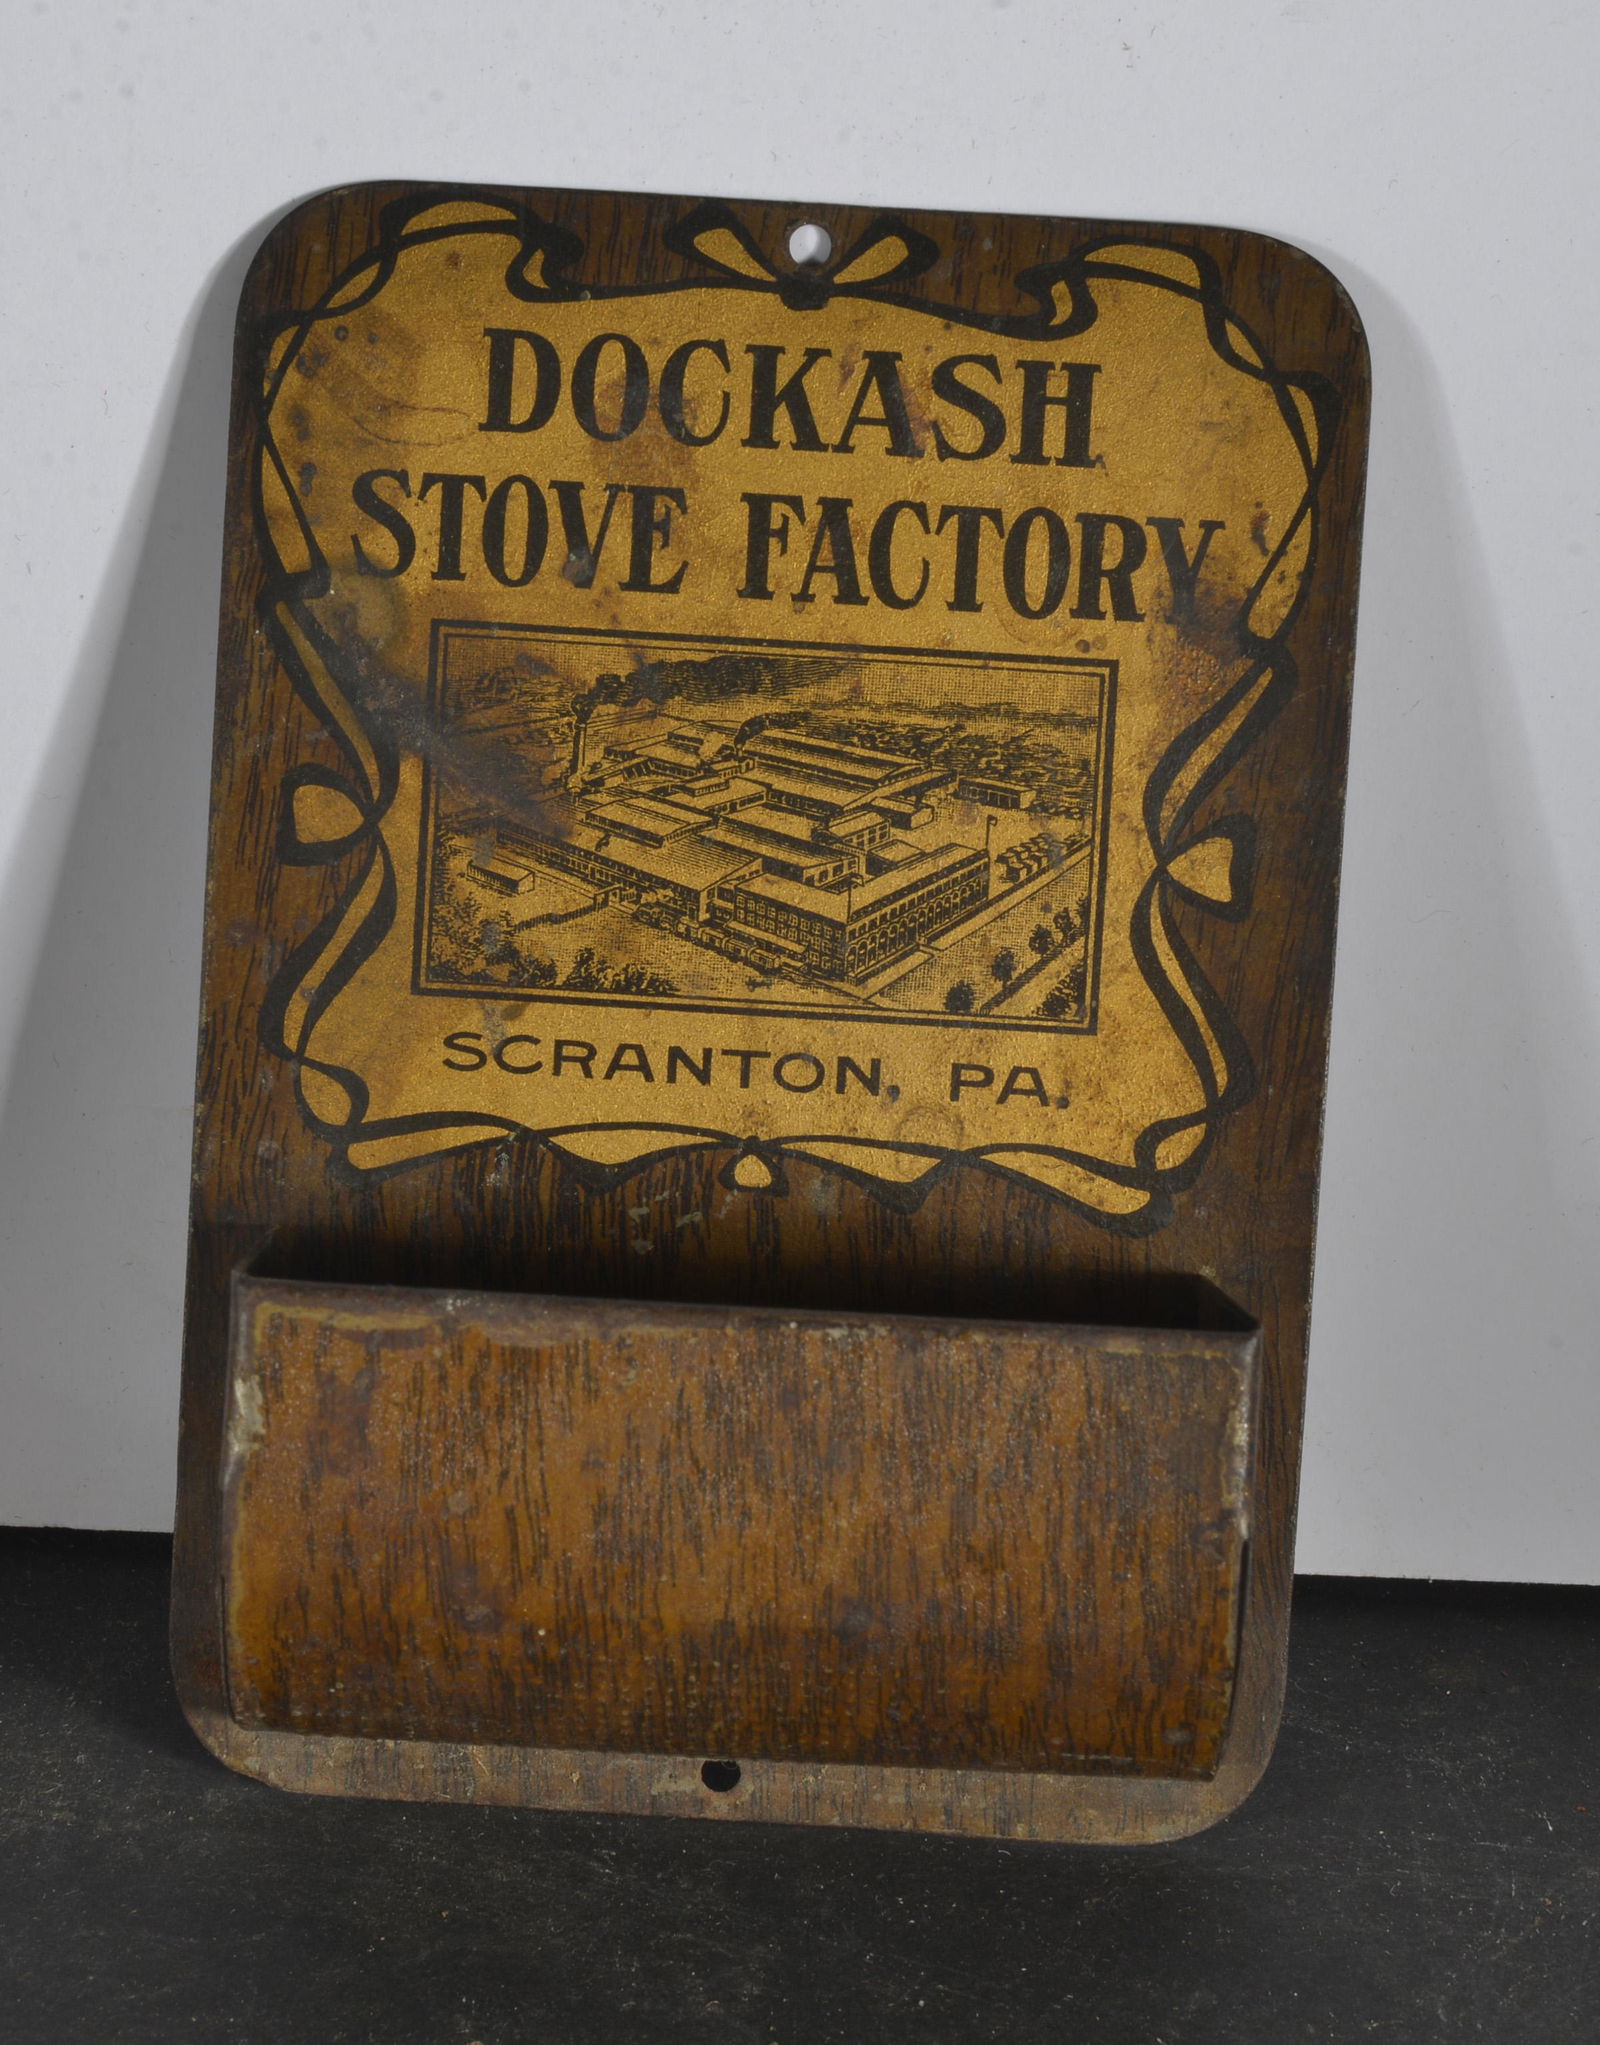 DOCKASH
STOVE FACTORY
SCRANTON, PA.